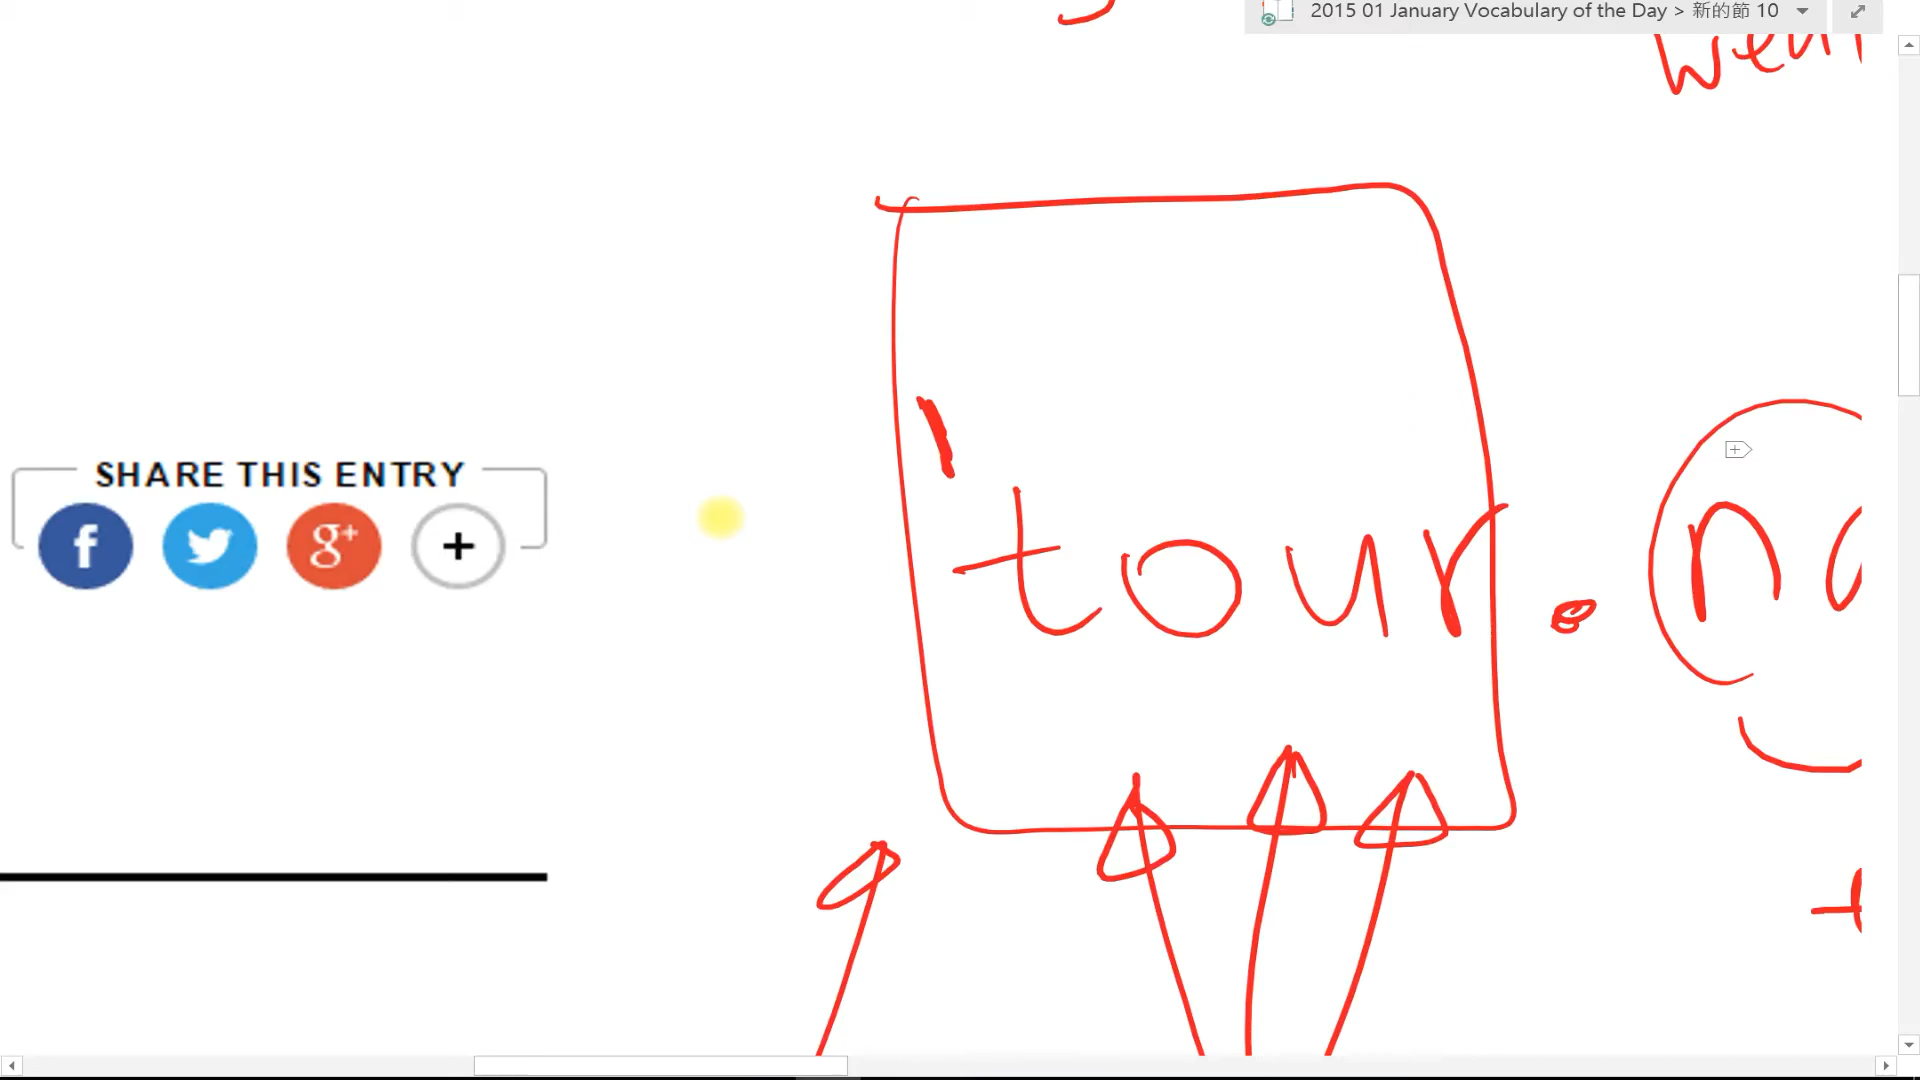 2015 01 January Vocabulary of the Day > 新的節 10
SHARE THIS ENTRY
f g+ +
'tour.